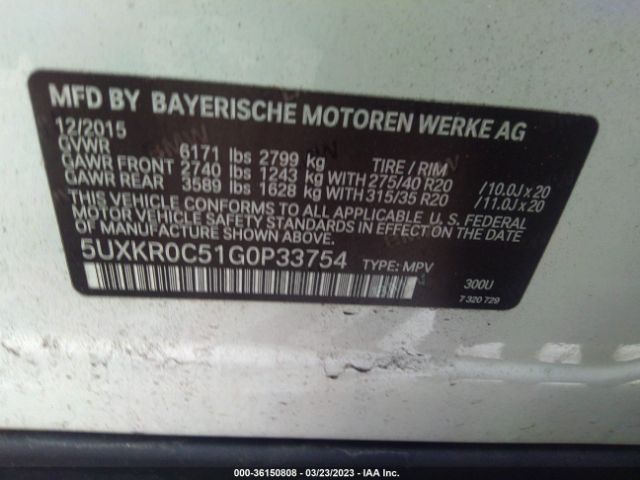 MFD BY BAYERISCHE MOTOREN WERKE AG
12/2015
GVWR 6171 lbs 2799 kg TIRE / RIM
GAWR FRONT 2740 lbs 1243 kg WITH 275/40 R20 /10.0J x 20
GAWR REAR 3589 lbs 1628 kg WITH 315/35 R20 /11.0J x 20
THIS VEHICLE CONFORMS TO ALL APPLICABLE U. S. FEDERAL
MOTOR VEHICLE SAFETY STANDARDS IN EFFECT ON THE DATE
OF MANUFACTURE SHOWN ABOVE.
5UXKR0C51G0P33754 TYPE: MPV
300U
7 320 729
000-36150808 - 03/23/2023 - IAA Inc.